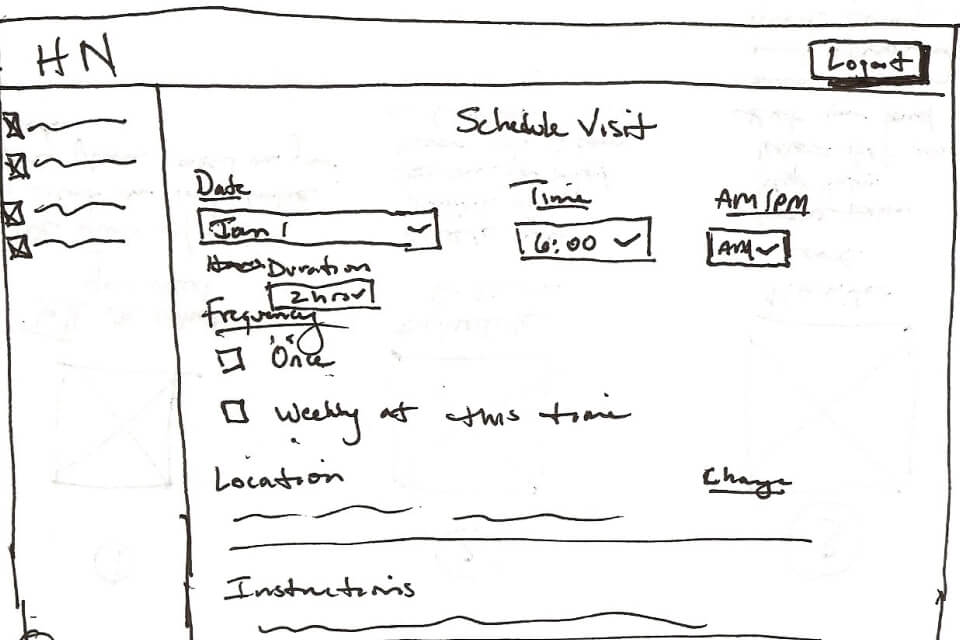 HN
Logout
Schedule Visit
Date Time AM/PM
Jan 1 6:00 AM
Duration
2 hrs
Frequency
Once
Weekly at this time
Location Change
Instructions